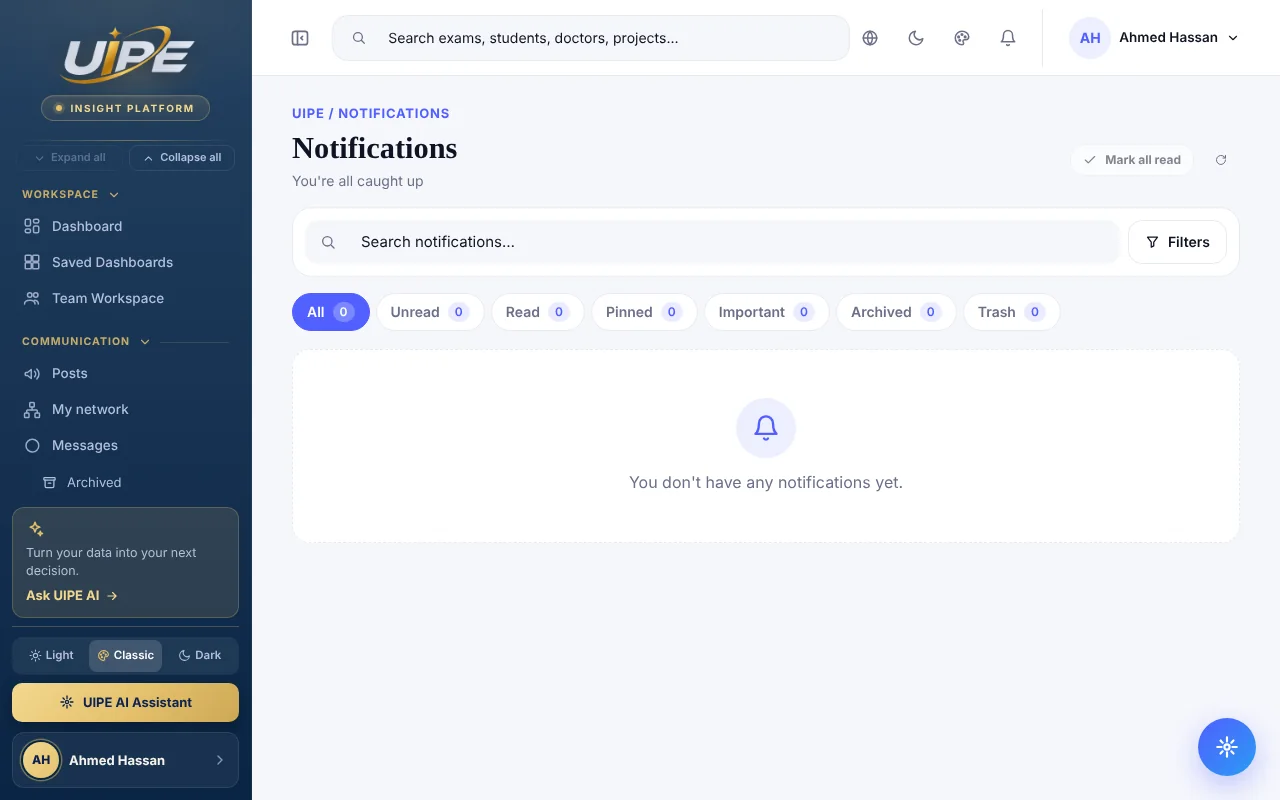 UIPE
INSIGHT PLATFORM
Expand all
Collapse all
WORKSPACE
Dashboard
Saved Dashboards
Team Workspace
COMMUNICATION
Posts
My network
Messages
Archived
Turn your data into your next
decision.
Ask UIPE AI →
Light
Classic
Dark
UIPE AI Assistant
AH
Ahmed Hassan
Search exams, students, doctors, projects...
AH
Ahmed Hassan
UIPE / NOTIFICATIONS
Notifications
You're all caught up
Mark all read
Search notifications...
Filters
All 0
Unread 0
Read 0
Pinned 0
Important 0
Archived 0
Trash 0
You don't have any notifications yet.